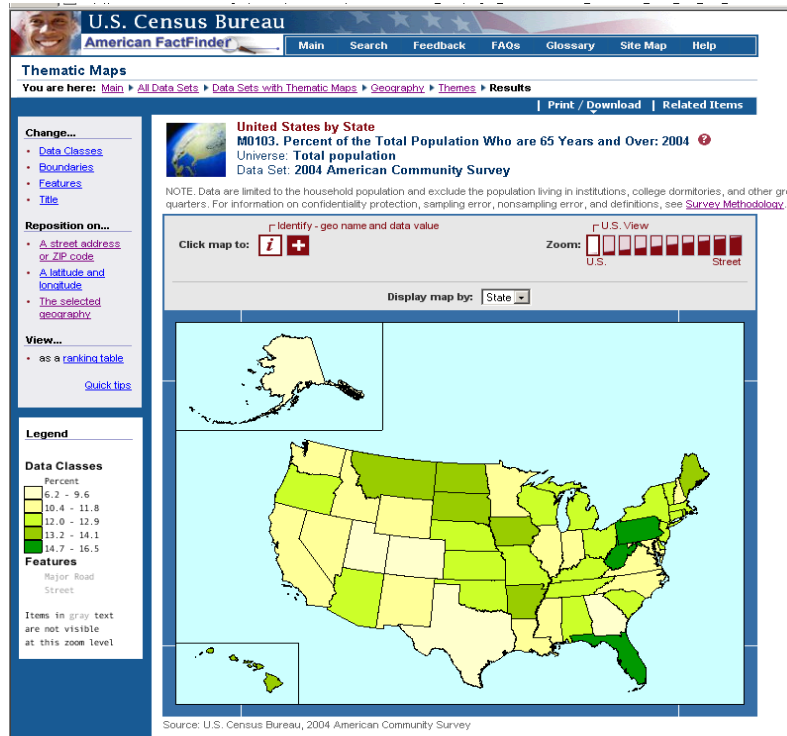 U.S. Census Bureau
American FactFinder
Main Search Feedback FAQs Glossary Site Map Help
Thematic Maps
You are here: Main ▶ All Data Sets ▶ Data Sets with Thematic Maps ▶ Geography ▶ Themes ▶ Results
| Print / Download | Related Items
Change...
• Data Classes
• Boundaries
• Features
• Title
Reposition on...
• A street address
or ZIP code
• A latitude and
longitude
• The selected
geography
View...
• as a ranking table
Quick tips
Legend
Data Classes
Percent
6.2 - 9.6
10.4 - 11.8
12.0 - 12.9
13.2 - 14.1
14.7 - 16.5
Features
Major Road
Street
Items in gray text
are not visible
at this zoom level
United States by State
M0103. Percent of the Total Population Who are 65 Years and Over: 2004 ?
Universe: Total population
Data Set: 2004 American Community Survey
NOTE. Data are limited to the household population and exclude the population living in institutions, college dormitories, and other gr
quarters. For information on confidentiality protection, sampling error, nonsampling error, and definitions, see Survey Methodology.
Identify - geo name and data value
Click map to: i +
U.S. View
Zoom:
U.S. Street
Display map by: State
Source: U.S. Census Bureau, 2004 American Community Survey